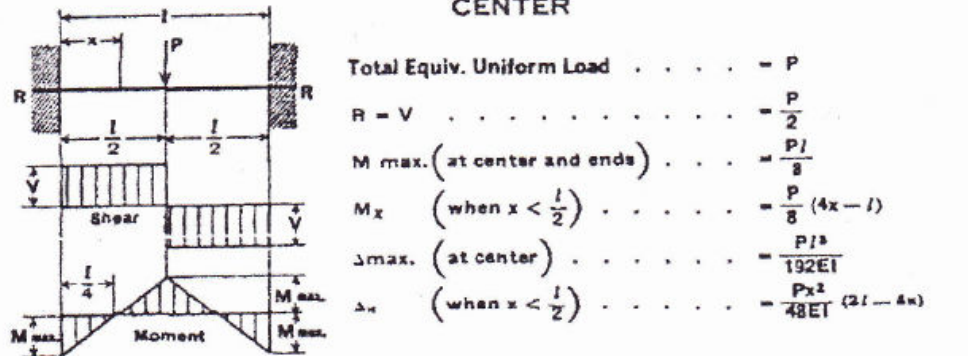 CENTER
l
x
P
R
R
l/2
l/2
V
Shear
V
l/4
M max.
M max.
Moment
M max.
Total Equiv. Uniform Load . . . . = P
R = V . . . . . . . . . . . = P/2
M max. ( at center and ends ) . . . . = Pl/8
Mx ( when x < l/2 ) . . . . . = P/8 (4x — l)
Δmax. ( at center ) . . . . . . = Pl³/192EI
Δx ( when x < l/2 ) . . . . . = Px²/48EI (2l — 4x)